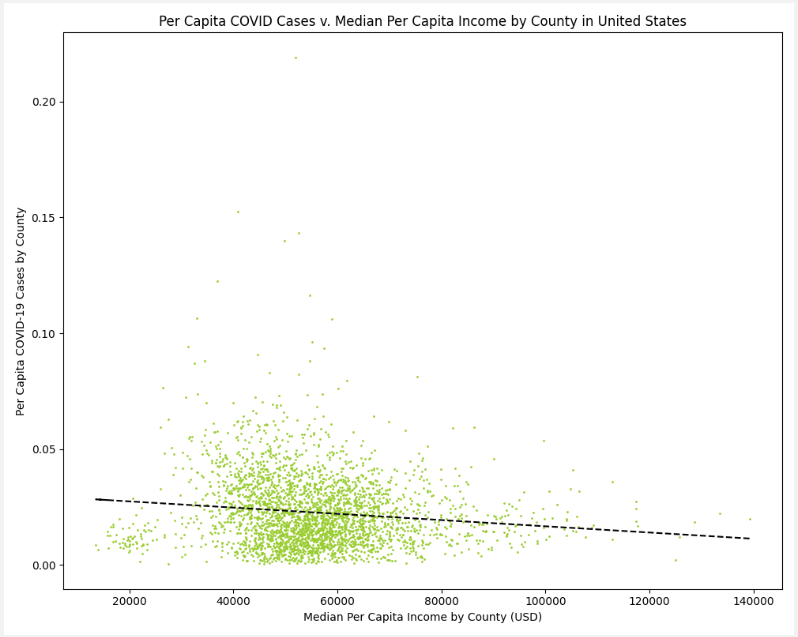 Per Capita COVID Cases v. Median Per Capita Income by County in United States
Per Capita COVID-19 Cases by County
0.20
0.15
0.10
0.05
0.00
20000 40000 60000 80000 100000 120000 140000
Median Per Capita Income by County (USD)